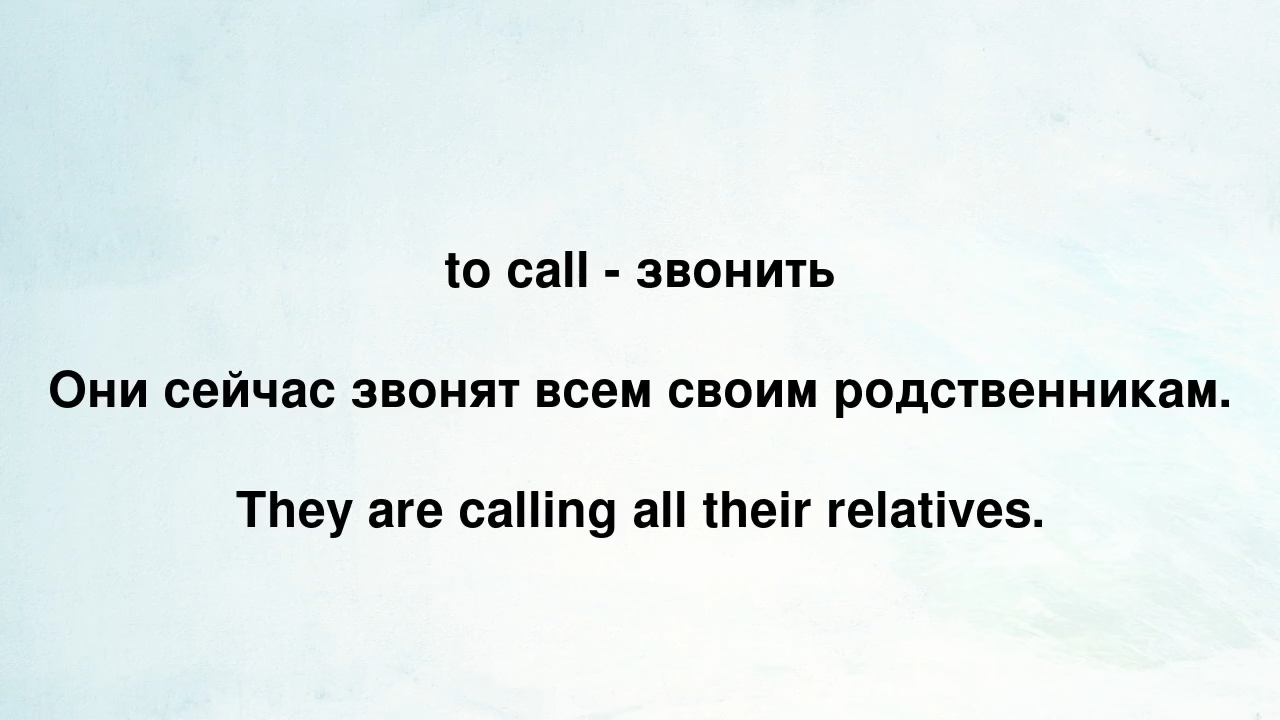 to call - звонить
Они сейчас звонят всем своим родственникам.
They are calling all their relatives.